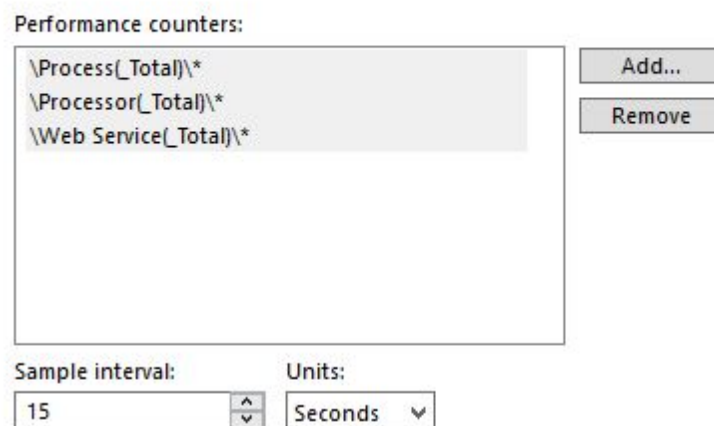 Performance counters:
\Process(_Total)\*
\Processor(_Total)\*
\Web Service(_Total)\*
Add...
Remove
Sample interval:
Units:
15
Seconds